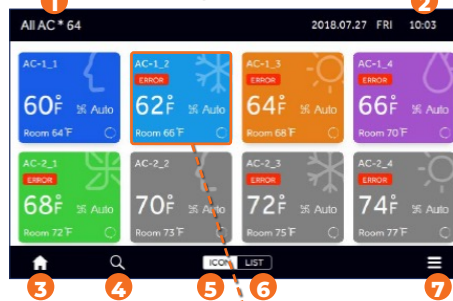 1 2
All AC * 64 2018.07.27 FRI 10:03
AC-1_1 AC-1_2 AC-1_3 AC-1_4
ERROR ERROR ERROR
60°F Auto 62°F Auto 64°F Auto 66°F Auto
Room 64°F Room 66°F Room 68°F Room 70°F
AC-2_1 AC-2_2 AC-2_3 AC-2_4
ERROR ERROR ERROR
68°F Auto 70°F Auto 72°F Auto 74°F Auto
Room 72°F Room 73°F Room 75°F Room 77°F
ICON LIST
3 4 5 6 7